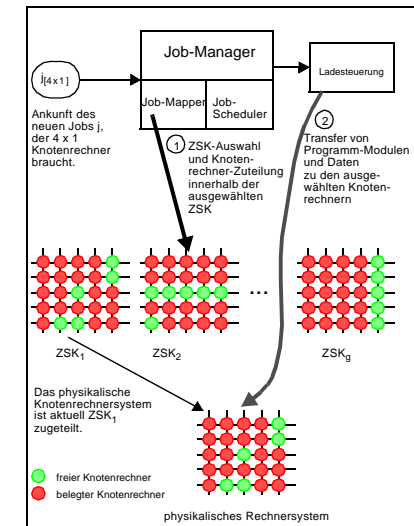 Job-Manager
j[4x1]
Ladesteuerung
Job-Mapper
Job-
Scheduler
Ankunft des
neuen Jobs j,
der 4 x 1
Knotenrechner
braucht.
1 ZSK-Auswahl
und Knoten-
rechner-Zuteilung
innerhalb der
ausgewählten
ZSK
2
Transfer von
Programm-Modulen
und Daten
zu den ausge-
wählten Knoten-
rechnern
...
ZSK1
ZSK2
ZSKg
Das physikalische
Knotenrechnersystem
ist aktuell ZSK1
zugeteilt.
freier Knotenrechner
belegter Knotenrechner
physikalisches Rechnersystem